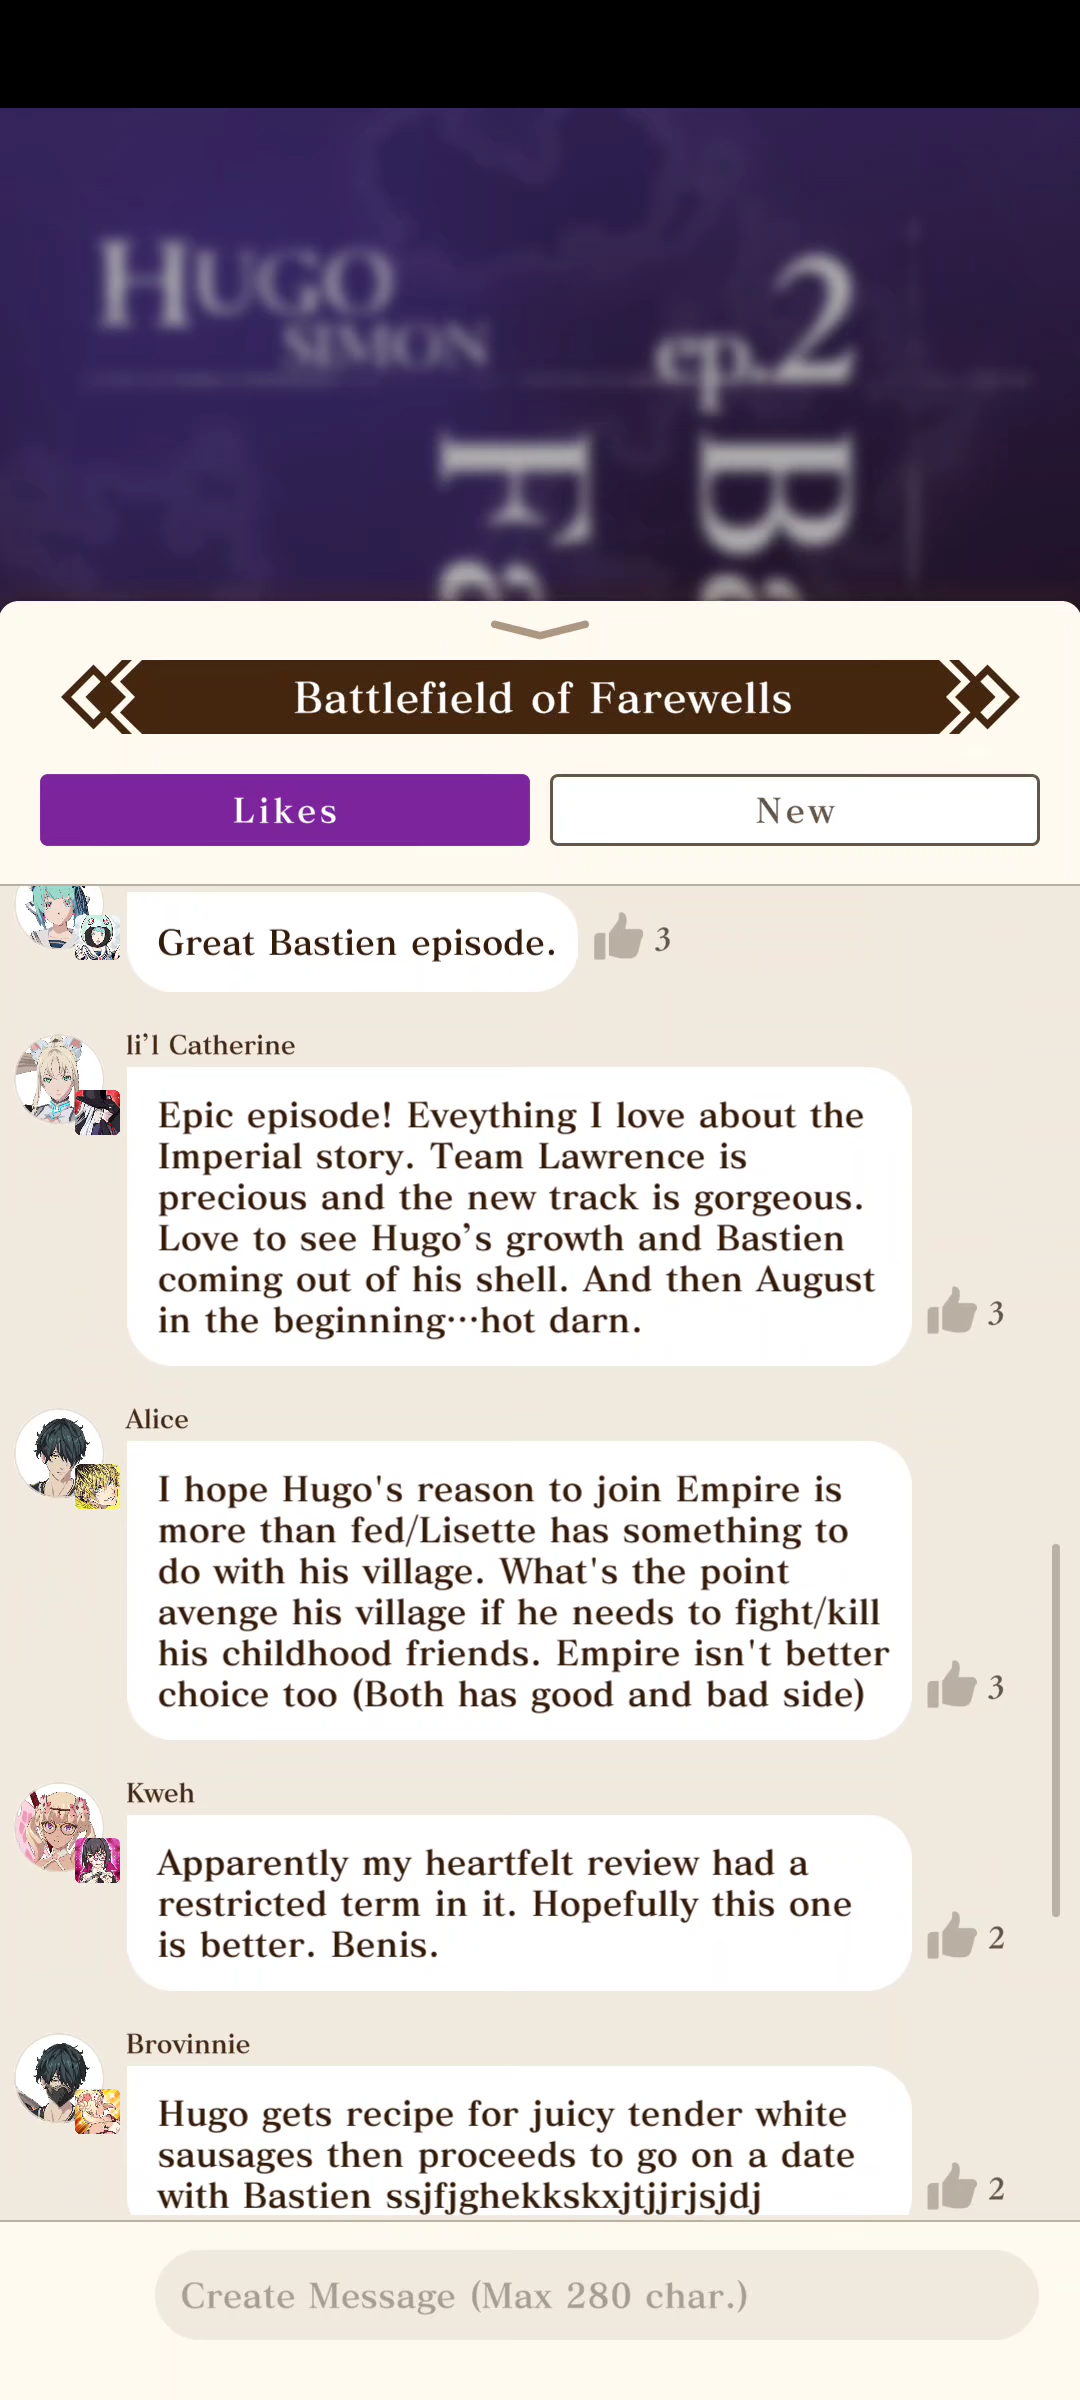 HUGO
SIMON
ep.2
Battlefield of Farewells
Likes
New
Great Bastien episode.
3
li’l Catherine
Epic episode! Eveything I love about the
Imperial story. Team Lawrence is
precious and the new track is gorgeous.
Love to see Hugo’s growth and Bastien
coming out of his shell. And then August
in the beginning…hot darn.
3
Alice
I hope Hugo's reason to join Empire is
more than fed/Lisette has something to
do with his village. What's the point
avenge his village if he needs to fight/kill
his childhood friends. Empire isn't better
choice too (Both has good and bad side)
3
Kweh
Apparently my heartfelt review had a
restricted term in it. Hopefully this one
is better. Benis.
2
Brovinnie
Hugo gets recipe for juicy tender white
sausages then proceeds to go on a date
with Bastien ssjfjghekkskxjtjjrjsjdj
2
Create Message (Max 280 char.)